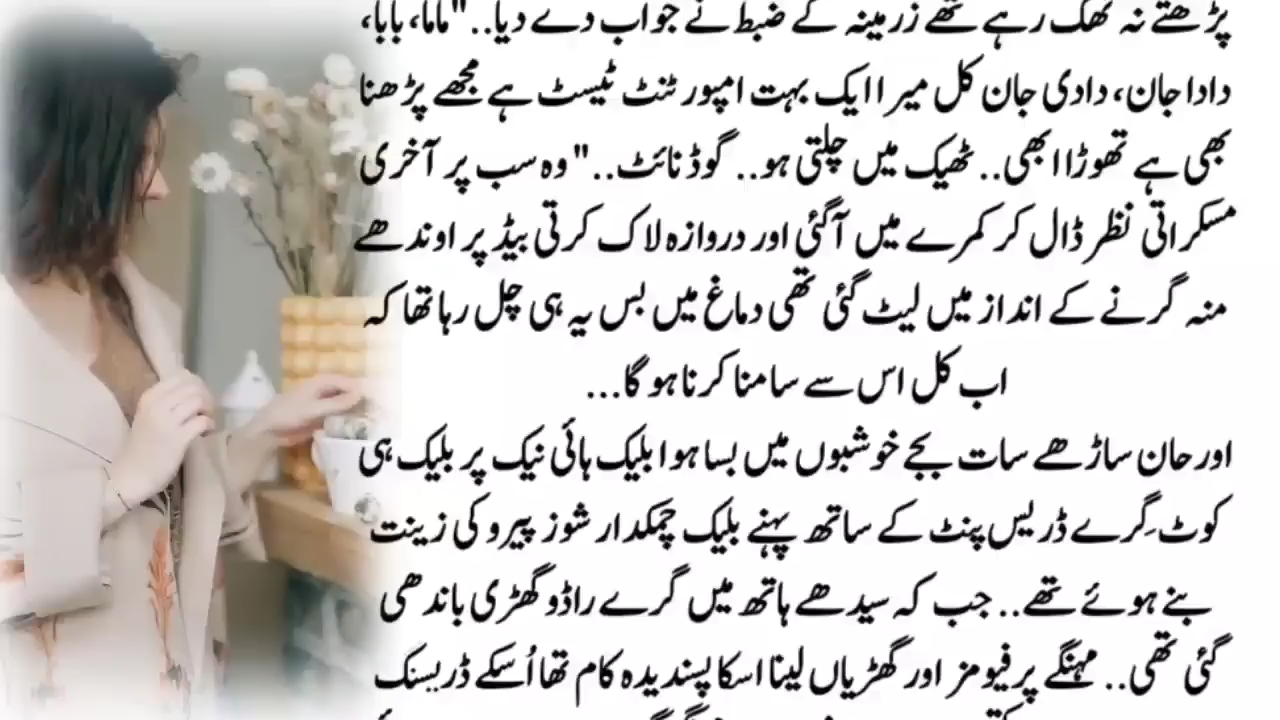 پڑھتے نہ تھک رہے تھے زرمینہ کے ضبط نے جواب دے دیا.. "ماما، بابا،
دادا جان، دادی جان کل میرا ایک بہت امپورٹنٹ ٹیسٹ ہے مجھے پڑھنا
بھی ہے تھوڑا ابھی.. ٹھیک میں چلتی ہو.. گوڈ نائٹ.." وہ سب پر آخری
مسکراتی نظر ڈال کر کمرے میں آگئی اور دروازہ لاک کرتی بیڈ پر اوندھے
منہ گرنے کے انداز میں لیٹ گئی تھی دماغ میں بس یہ ہی چل رہا تھا کہ
اب کل اس سے سامنا کرنا ہو گا...
اورحان ساڑھے سات بجے خوشبوں میں بسا ہوا بلیک ہائی نیک پر بلیک ہی
کوٹ گِرے ڈریس پنٹ کے ساتھ پہنے بلیک چمکدار شوز پیرو کی زینت
بنے ہوئے تھے.. جب کہ سیدھے ہاتھ میں گرے راڈو گھڑی باندھی
گئی تھی.. مہنگے پرفیومز اور گھڑیاں لینا اسکا پسندیدہ کام تھا اُسکے ڈریسنگ